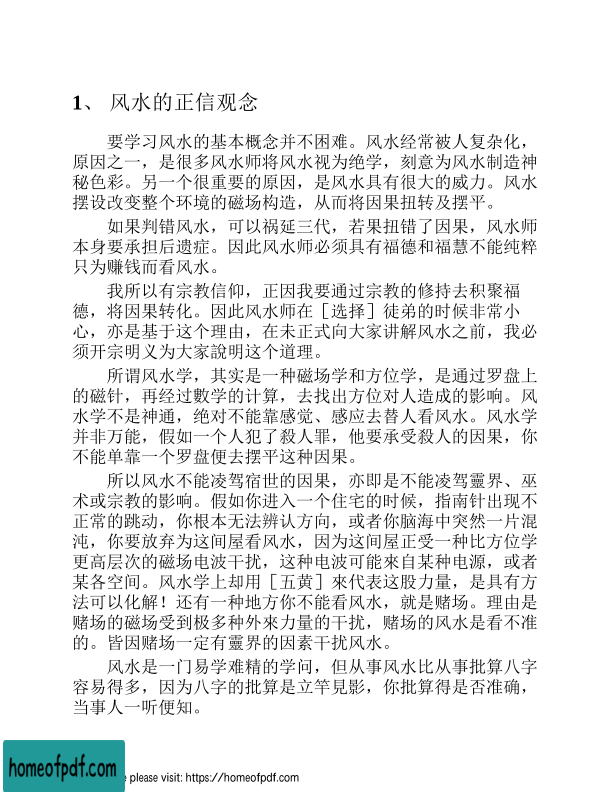 1、 风水的正信观念
要学习风水的基本概念并不困难。风水经常被人复杂化，
原因之一，是很多风水师将风水视为绝学，刻意为风水制造神
秘色彩。另一个很重要的原因，是风水具有很大的威力。风水
摆设改变整个环境的磁场构造，从而将因果扭转及摆平。
如果判错风水，可以祸延三代，若果扭错了因果，风水师
本身要承担后遗症。因此风水师必须具有福德和福慧不能纯粹
只为赚钱而看风水。
我所以有宗教信仰，正因我要通过宗教的修持去积聚福
德，将因果转化。因此风水师在［选择］徒弟的时候非常小
心，亦是基于这个理由，在未正式向大家讲解风水之前，我必
须开宗明义为大家說明这个道理。
所谓风水学，其实是一种磁场学和方位学，是通过罗盘上
的磁针，再经过數学的计算，去找出方位对人造成的影响。风
水学不是神通，绝对不能靠感觉、感应去替人看风水。风水学
并非万能，假如一个人犯了殺人罪，他要承受殺人的因果，你
不能单靠一个罗盘便去摆平这种因果。
所以风水不能凌驾宿世的因果，亦即是不能凌驾靈界、巫
术或宗教的影响。假如你进入一个住宅的时候，指南针出现不
正常的跳动，你根本无法辨认方向，或者你脑海中突然一片混
沌，你要放弃为这间屋看风水，因为这间屋正受一种比方位学
更高层次的磁场电波干扰，这种电波可能來自某种电源，或者
某各空间。风水学上却用［五黄］來代表这股力量，是具有方
法可以化解！还有一种地方你不能看风水，就是赌场。理由是
赌场的磁场受到极多种外來力量的干扰，赌场的风水是看不准
的。皆因赌场一定有靈界的因素干扰风水。
风水是一门易学难精的学问，但从事风水比从事批算八字
容易得多，因为八字的批算是立竿見影，你批算得是否准确，
当事人一听便知。
homeofpdf.com
e please visit: https://homeofpdf.com